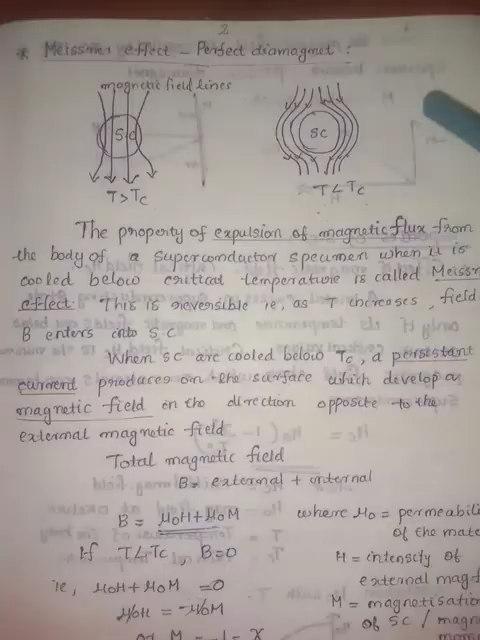 2
* Meissner effect - Perfect diamagnet :
magnetic field lines
Sc
SC
T > Tc
T < Tc
The property of expulsion of magnetic flux from
the body of a superconductor specimen when it is
cooled below critical temperature is called Meissn
effect. This is reversible ie, as T increases, field
B enters into S.C
When SC are cooled below Tc, a persistant
current produces on the surface which develop a
magnetic field in the direction opposite to the
external magnetic field
Total magnetic field
B = external + internal
B = μ0H + μ0M where μ0 = permeabili
of the mate
If T < Tc, B = 0 H = intensity of
external mag. f
ie, μ0H + μ0M = 0
μ0H = -μ0M M = magnetisation
of SC / magn